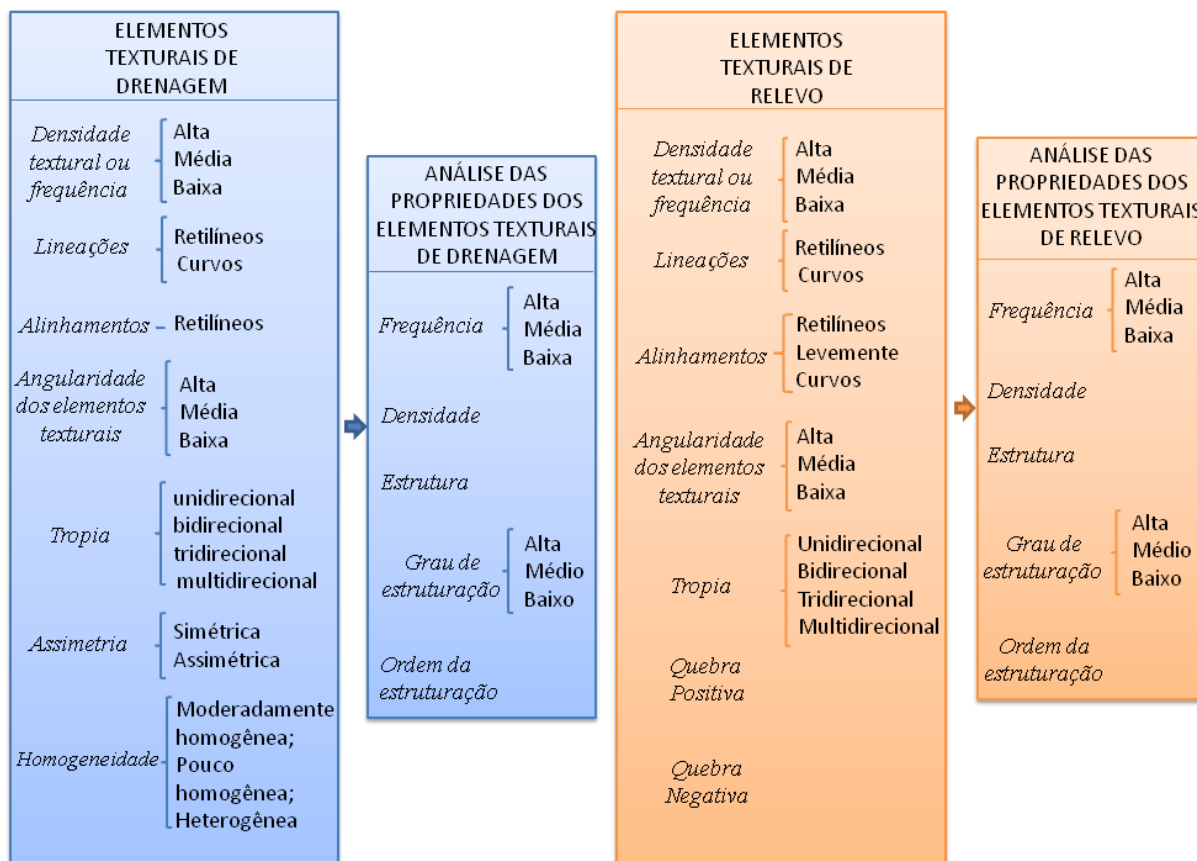 ELEMENTOS
TEXTURAIS DE
DRENAGEM
Densidade
textural ou
frequência
Alta
Média
Baixa
Lineações
Retilíneos
Curvos
Alinhamentos
Retilíneos
Angularidade
dos elementos
texturais
Alta
Média
Baixa
Tropia
unidirecional
bidirecional
tridirecional
multidirecional
Assimetria
Simétrica
Assimétrica
Homogeneidade
Moderadamente
homogênea;
Pouco
homogênea;
Heterogênea
ANÁLISE DAS
PROPRIEDADES DOS
ELEMENTOS TEXTURAIS
DE DRENAGEM
Frequência
Alta
Média
Baixa
Densidade
Estrutura
Grau de
estruturação
Alta
Médio
Baixo
Ordem da
estruturação
ELEMENTOS
TEXTURAIS DE
RELEVO
Densidade
textural ou
frequência
Alta
Média
Baixa
Lineações
Retilíneos
Curvos
Alinhamentos
Retilíneos
Levemente
Curvos
Angularidade
dos elementos
texturais
Alta
Média
Baixa
Tropia
Unidirecional
Bidirecional
Tridirecional
Multidirecional
Quebra
Positiva
Quebra
Negativa
ANÁLISE DAS
PROPRIEDADES DOS
ELEMENTOS TEXTURAIS
DE RELEVO
Frequência
Alta
Média
Baixa
Densidade
Estrutura
Grau de
estruturação
Alta
Médio
Baixo
Ordem da
estruturação